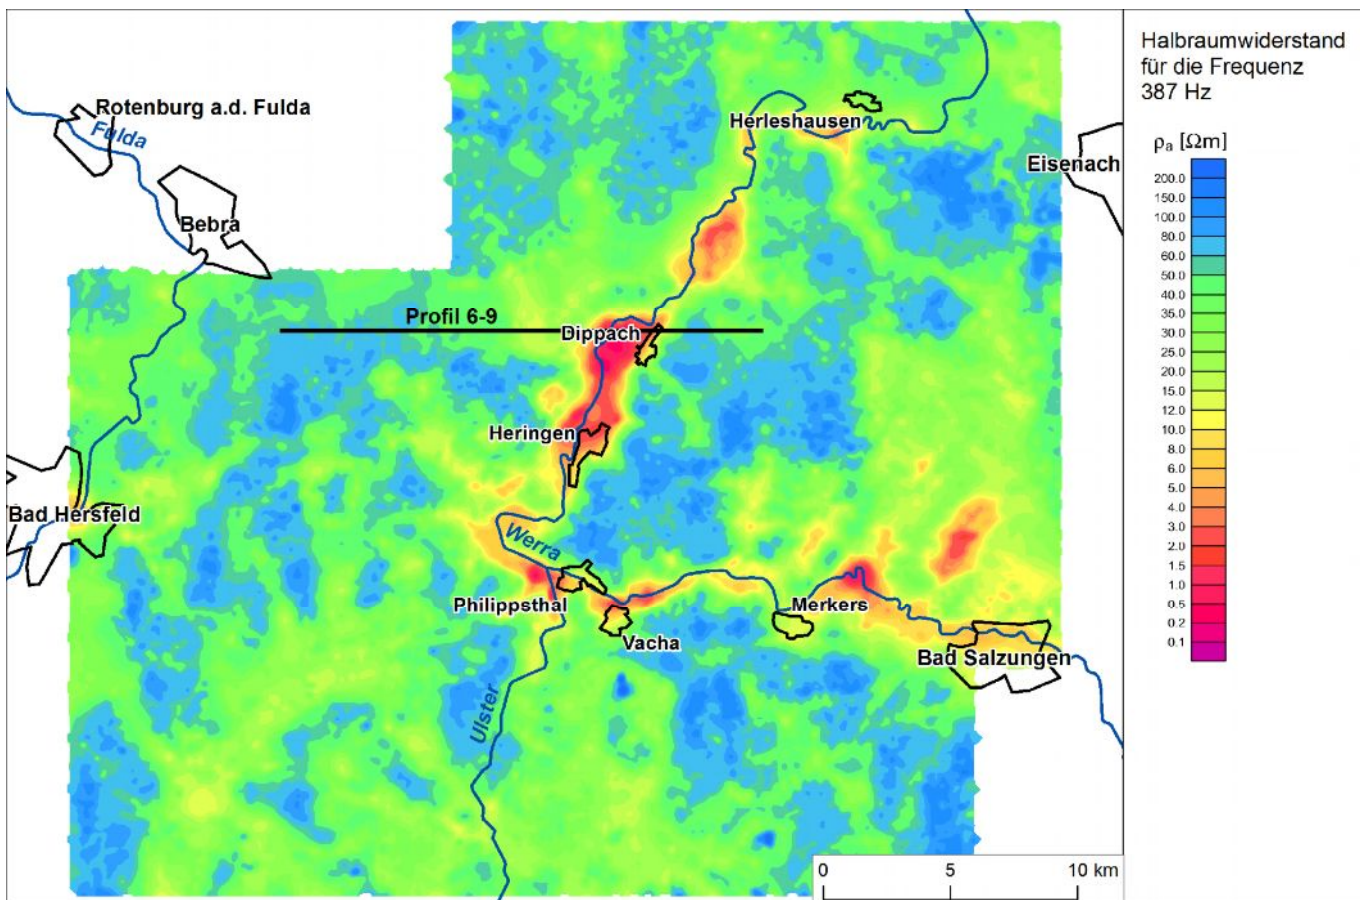 Halbraumwiderstand
für die Frequenz
387 Hz
ρa [Ωm]
200.0
150.0
100.0
80.0
60.0
50.0
40.0
36.0
30.0
25.0
20.0
15.0
12.0
10.0
8.0
6.0
5.0
4.0
3.0
2.0
1.5
1.0
0.5
0.2
0.1
Rotenburg a.d. Fulda
Fulda
Herleshausen
Eisenach
Bebra
Profil 6-9
Dippach
Heringen
Bad Hersfeld
Werra
Philippsthal
Merkers
Vacha
Bad Salzungen
Ulster
0 5 10 km